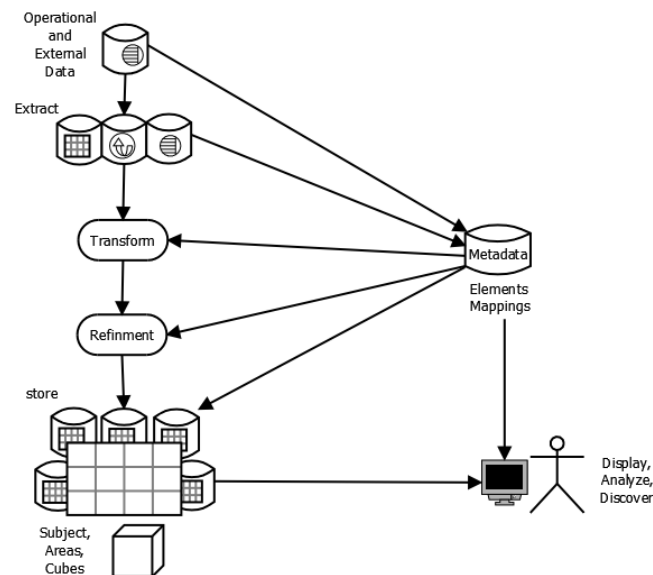 Operational
and
External
Data
Extract
Transform
Metadata
Elements
Mappings
Refinment
store
Display,
Analyze,
Discover
Subject,
Areas,
Cubes